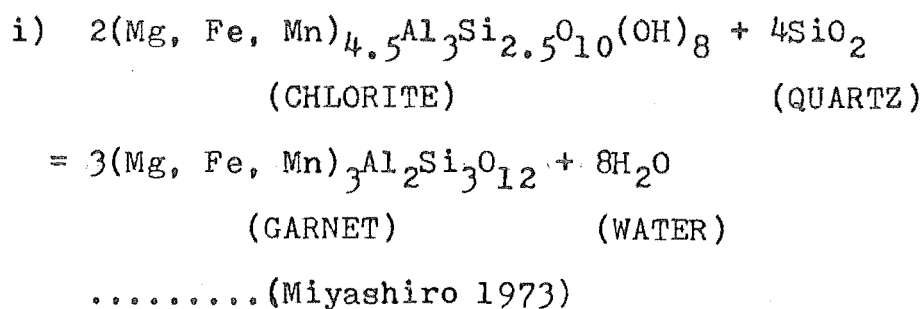 i) 2(Mg, Fe, Mn)4.5Al3Si2.5O10(OH)8 + 4SiO2
(CHLORITE) (QUARTZ)
= 3(Mg, Fe, Mn)3Al2Si3O12 + 8H2O
(GARNET) (WATER)
.........(Miyashiro 1973)